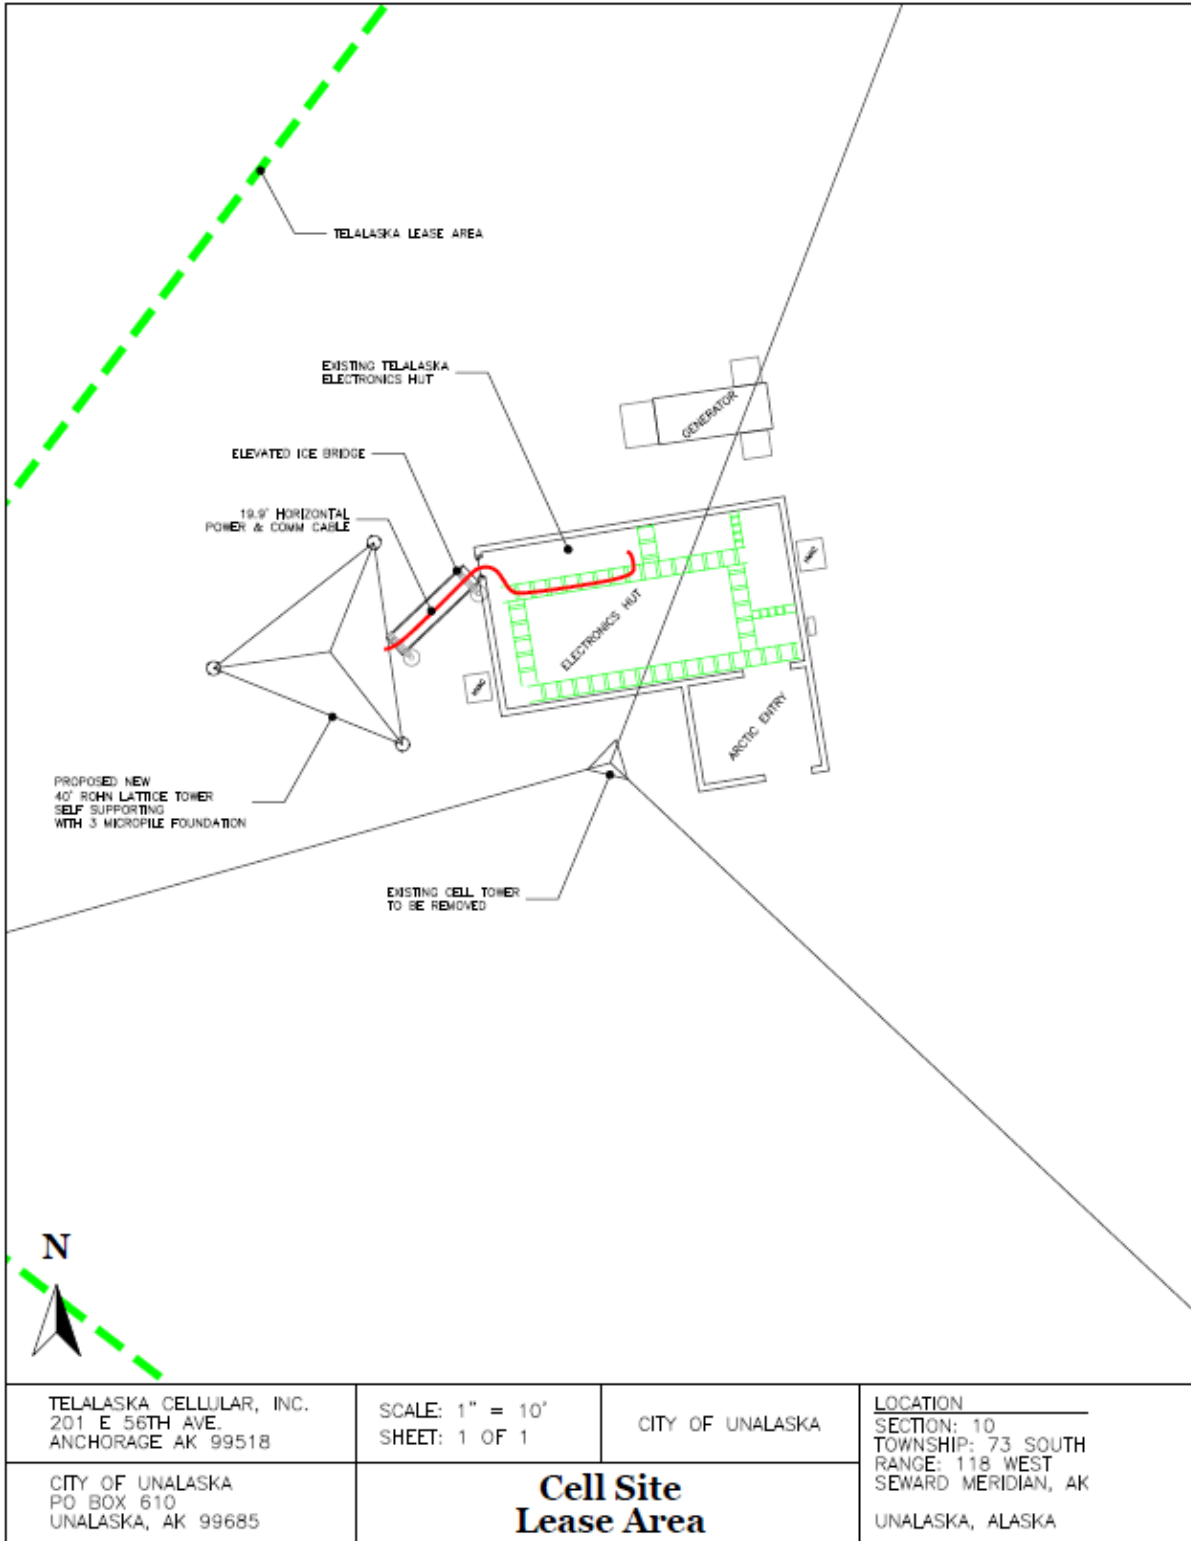 TELALASKA LEASE AREA
EXISTING TELALASKA
ELECTRONICS HUT
ELEVATED ICE BRIDGE
19.9' HORIZONTAL
POWER & COMM CABLE
GENERATOR
HVAC
ELECTRONICS HUT
HVAC
ARCTIC ENTRY
PROPOSED NEW
40' ROHN LATTICE TOWER
SELF SUPPORTING
WITH 3 MICROPILE FOUNDATION
EXISTING CELL TOWER
TO BE REMOVED
N
TELALASKA CELLULAR, INC.
201 E 56TH AVE.
ANCHORAGE AK 99518
SCALE: 1" = 10'
SHEET: 1 OF 1
CITY OF UNALASKA
LOCATION
SECTION: 10
TOWNSHIP: 73 SOUTH
RANGE: 118 WEST
SEWARD MERIDIAN, AK
UNALASKA, ALASKA
CITY OF UNALASKA
PO BOX 610
UNALASKA, AK 99685
Cell Site
Lease Area